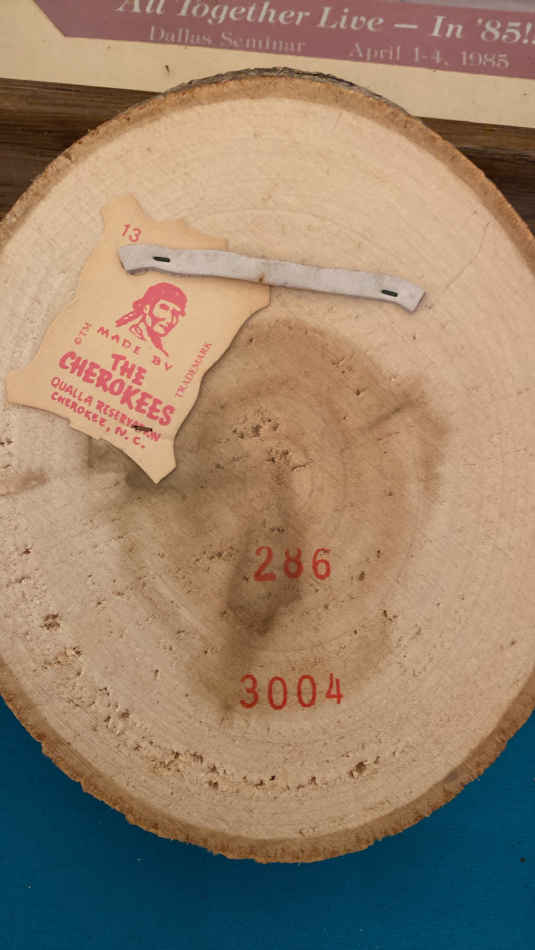 All Together Live — In '85!!
Dallas Seminar April 1-4, 1985
13
©TM
MADE BY
THE
CHEROKEES
TRADEMARK
QUALLA RESERVATION
CHEROKEE, N.C.
286
3004